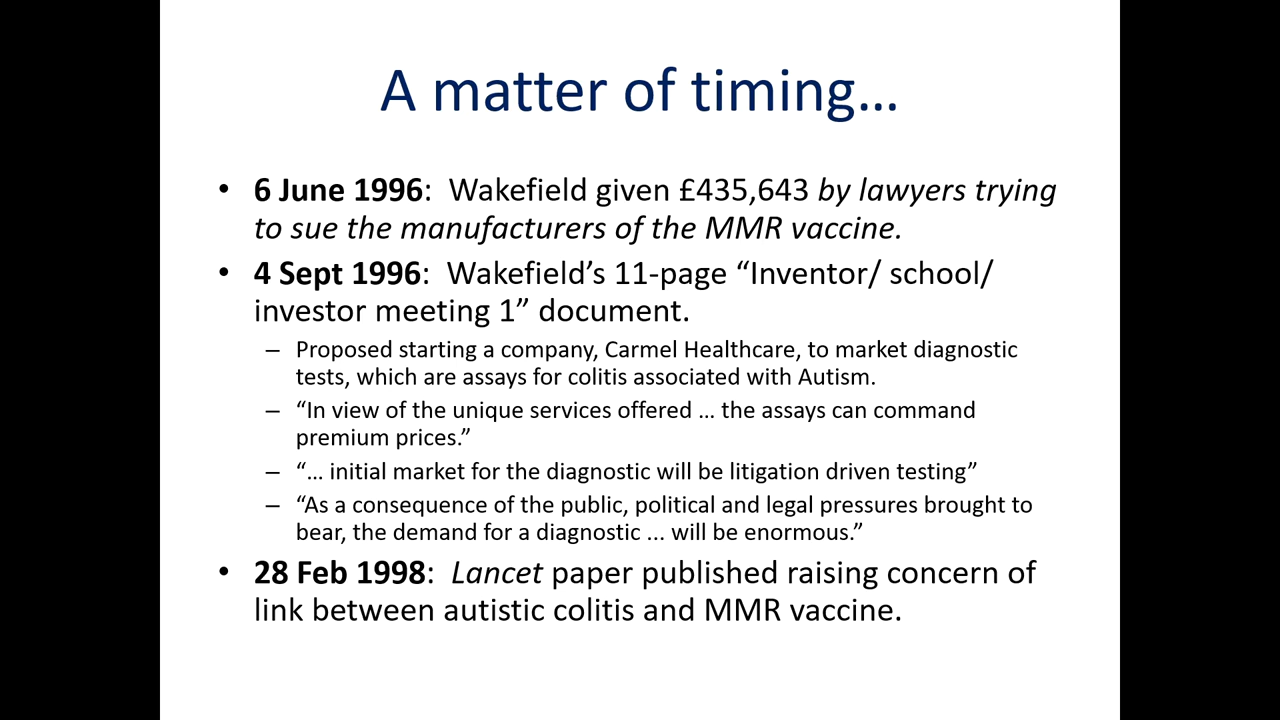 A matter of timing…
• 6 June 1996:  Wakefield given £435,643 by lawyers trying
to sue the manufacturers of the MMR vaccine.
• 4 Sept 1996:  Wakefield’s 11-page “Inventor/ school/
investor meeting 1” document.
– Proposed starting a company, Carmel Healthcare, to market diagnostic
tests, which are assays for colitis associated with Autism.
– “In view of the unique services offered … the assays can command
premium prices.”
– “… initial market for the diagnostic will be litigation driven testing”
– “As a consequence of the public, political and legal pressures brought to
bear, the demand for a diagnostic ... will be enormous.”
• 28 Feb 1998:  Lancet paper published raising concern of
link between autistic colitis and MMR vaccine.